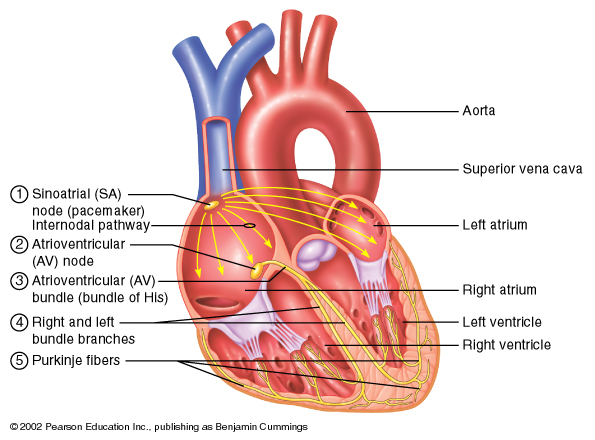 Aorta
Superior vena cava
① Sinoatrial (SA)
node (pacemaker)
Internodal pathway
Left atrium
② Atrioventricular
(AV) node
③ Atrioventricular (AV)
bundle (bundle of His)
Right atrium
④ Right and left
bundle branches
Left ventricle
Right ventricle
⑤ Purkinje fibers
© 2002 Pearson Education Inc., publishing as Benjamin Cummings